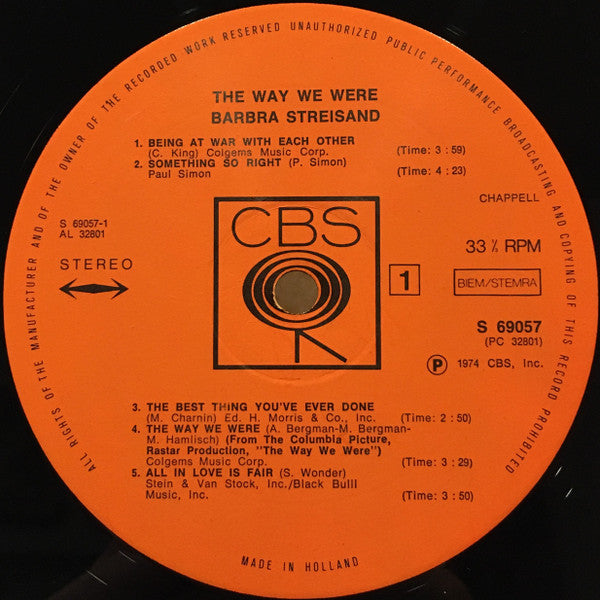 ALL RIGHTS OF THE MANUFACTURER AND OF THE OWNER OF THE RECORDED WORK RESERVED UNAUTHORIZED PUBLIC PERFORMANCE BROADCASTING AND COPYING OF THIS RECORD PROHIBITED
THE WAY WE WERE
BARBRA STREISAND
1. BEING AT WAR WITH EACH OTHER
(C. King) Colgems Music Corp. (Time: 3 : 59)
2. SOMETHING SO RIGHT (P. Simon)
Paul Simon (Time: 4 : 23)
CHAPPELL
S 69057-1
AL 32801
STEREO
CBS
33⅓ RPM
1
BIEM/STEMRA
S 69057
(PC 32801)
Ⓟ 1974 CBS, Inc.
3. THE BEST THING YOU'VE EVER DONE
(M. Charnin) Ed. H. Morris & Co., Inc. (Time: 2 : 50)
4. THE WAY WE WERE (A. Bergman-M. Bergman-
M. Hamlisch) (From The Columbia Picture,
Rastar Production, "The Way We Were")
Colgems Music Corp. (Time: 3 : 29)
5. ALL IN LOVE IS FAIR (S. Wonder)
Stein & Van Stock, Inc./Black Bulll
Music, Inc. (Time: 3 : 50)
MADE IN HOLLAND